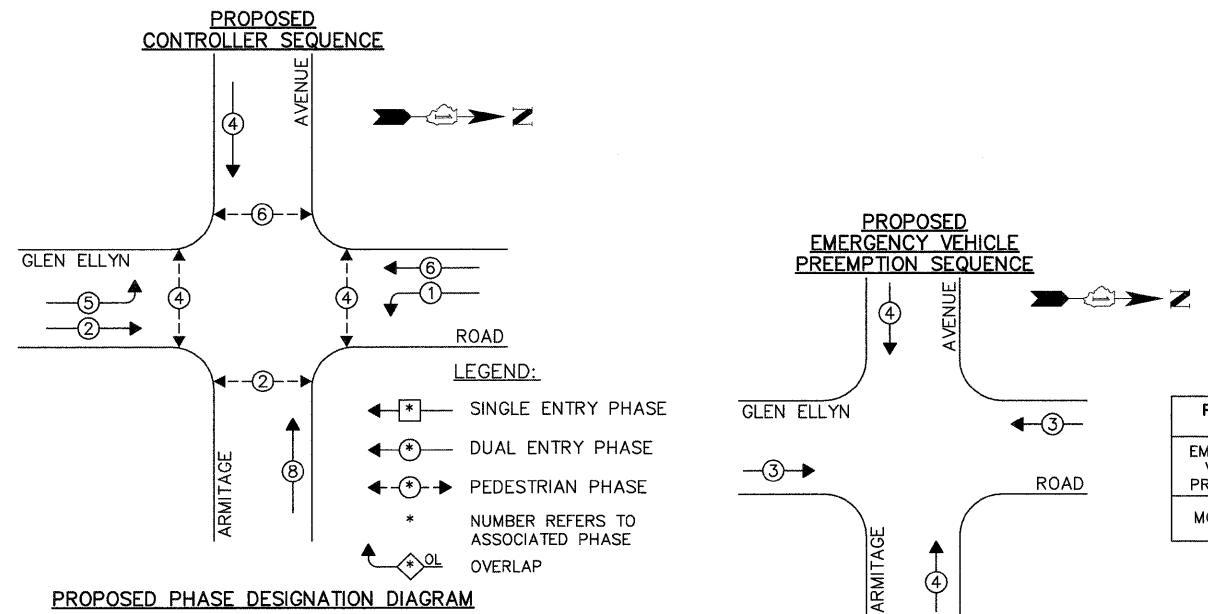 PROPOSED
CONTROLLER SEQUENCE
AVENUE
N
4
6
GLEN ELLYN
5
2
4
4
6
1
ROAD
2
8
ARMITAGE
LEGEND:
* SINGLE ENTRY PHASE
* DUAL ENTRY PHASE
* PEDESTRIAN PHASE
* NUMBER REFERS TO
ASSOCIATED PHASE
* OL OVERLAP
PROPOSED PHASE DESIGNATION DIAGRAM
PROPOSED
EMERGENCY VEHICLE
PREEMPTION SEQUENCE
AVENUE
N
4
GLEN ELLYN
3
3
ROAD
ARMITAGE
4